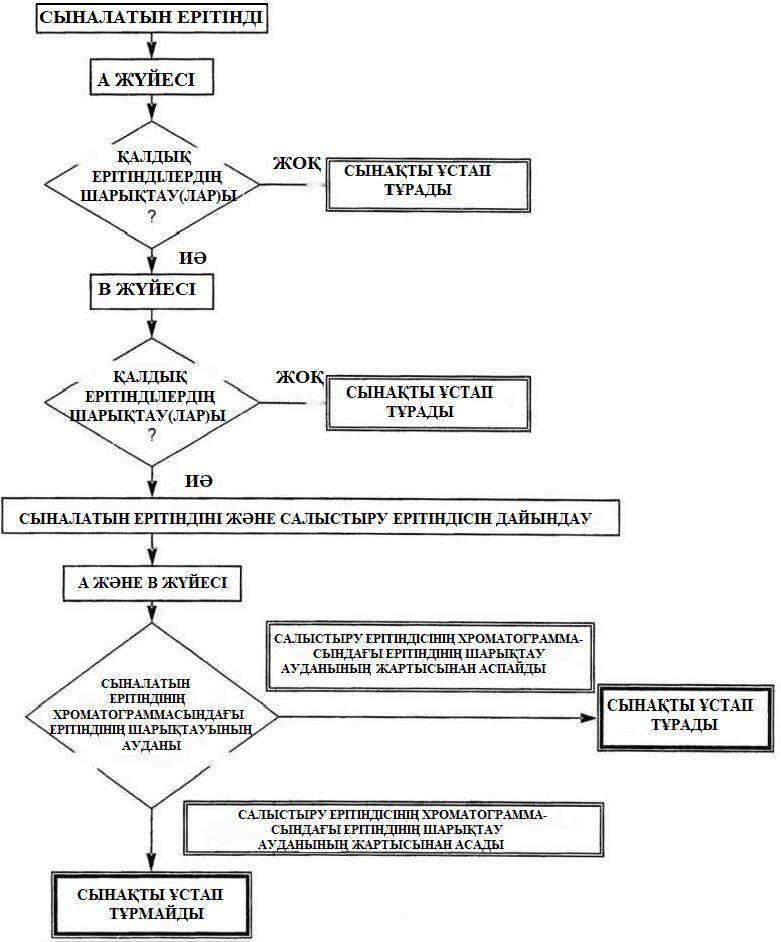 СЫНАЛАТЫН ЕРІТІНДІ
А ЖҮЙЕСІ
ҚАЛДЫҚ
ЕРІТІНДІЛЕРДІҢ
ШАРЫҚТАУ(ЛАР)Ы
?
ЖОҚ
СЫНАҚТЫ ҰСТАП
ТҰРАДЫ
ИӘ
В ЖҮЙЕСІ
ҚАЛДЫҚ
ЕРІТІНДІЛЕРДІҢ
ШАРЫҚТАУ(ЛАР)Ы
?
ЖОҚ
СЫНАҚТЫ ҰСТАП
ТҰРАДЫ
ИӘ
СЫНАЛАТЫН ЕРІТІНДІНІ ЖӘНЕ САЛЫСТЫРУ ЕРІТІНДІСІН ДАЙЫНДАУ
А ЖӘНЕ В ЖҮЙЕСІ
САЛЫСТЫРУ ЕРІТІНДІСІНІҢ ХРОМАТОГРАММА-
СЫНДАҒЫ ЕРІТІНДІНІҢ ШАРЫҚТАУ
АУДАНЫНЫҢ ЖАРТЫСЫНАН АСПАЙДЫ
СЫНАЛАТЫН
ЕРІТІНДІНІҢ
ХРОМАТОГРАММАСЫНДАҒЫ
ЕРІТІНДІНІҢ ШАРЫҚТАУЫНЫҢ
АУДАНЫ
СЫНАҚТЫ ҰСТАП
ТҰРАДЫ
САЛЫСТЫРУ ЕРІТІНДІСІНІҢ ХРОМАТОГРАММА-
СЫНДАҒЫ ЕРІТІНДІНІҢ ШАРЫҚТАУ
АУДАНЫНЫҢ ЖАРТЫСЫНАН АСАДЫ
СЫНАҚТЫ ҰСТАП
ТҰРМАЙДЫ